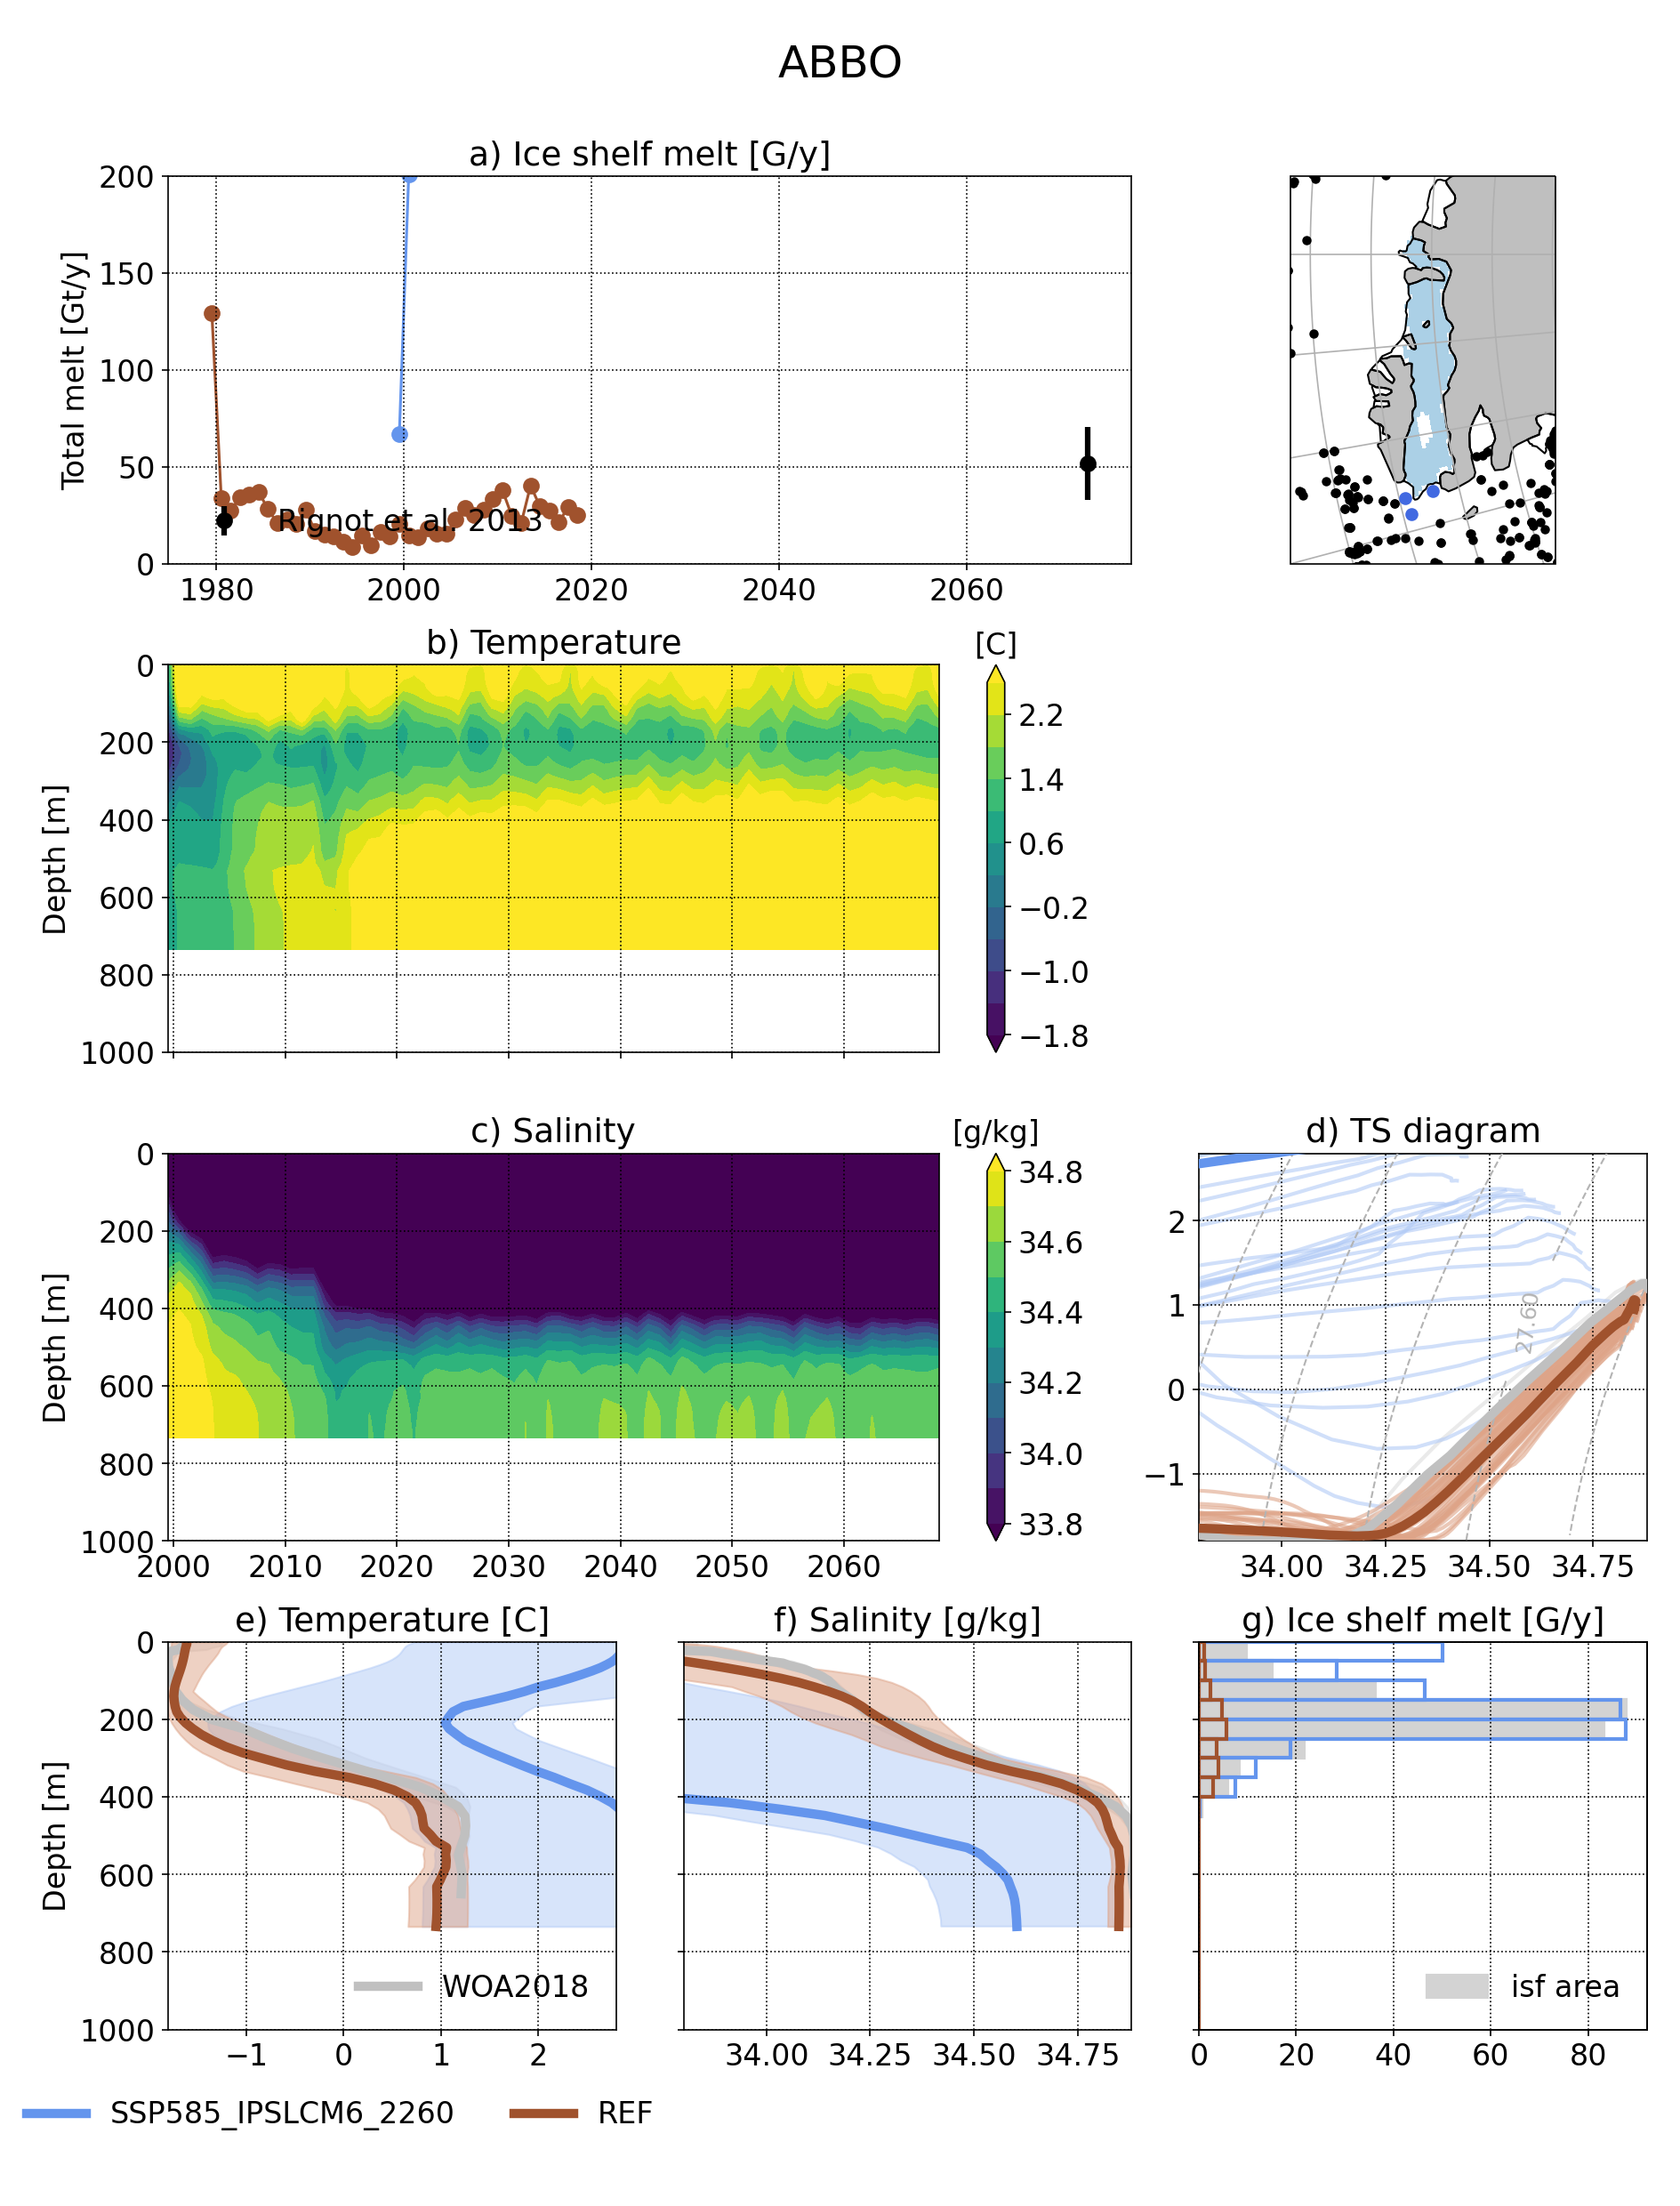 ABBO
a) Ice shelf melt [G/y]
Total melt [Gt/y]
200
150
100
50
0
Rignot et al. 2013
1980 2000 2020 2040 2060
b) Temperature
[C]
Depth [m]
0
200
400
600
800
1000
2.2
1.4
0.6
−0.2
−1.0
−1.8
c) Salinity
[g/kg]
Depth [m]
0
200
400
600
800
1000
2000 2010 2020 2030 2040 2050 2060
34.8
34.6
34.4
34.2
34.0
33.8
d) TS diagram
2
1
0
−1
27.60
34.00 34.25 34.50 34.75
e) Temperature [C]
Depth [m]
0
200
400
600
800
1000
WOA2018
−1 0 1 2
f) Salinity [g/kg]
34.00 34.25 34.50 34.75
g) Ice shelf melt [G/y]
isf area
0 20 40 60 80
SSP585_IPSLCM6_2260 REF